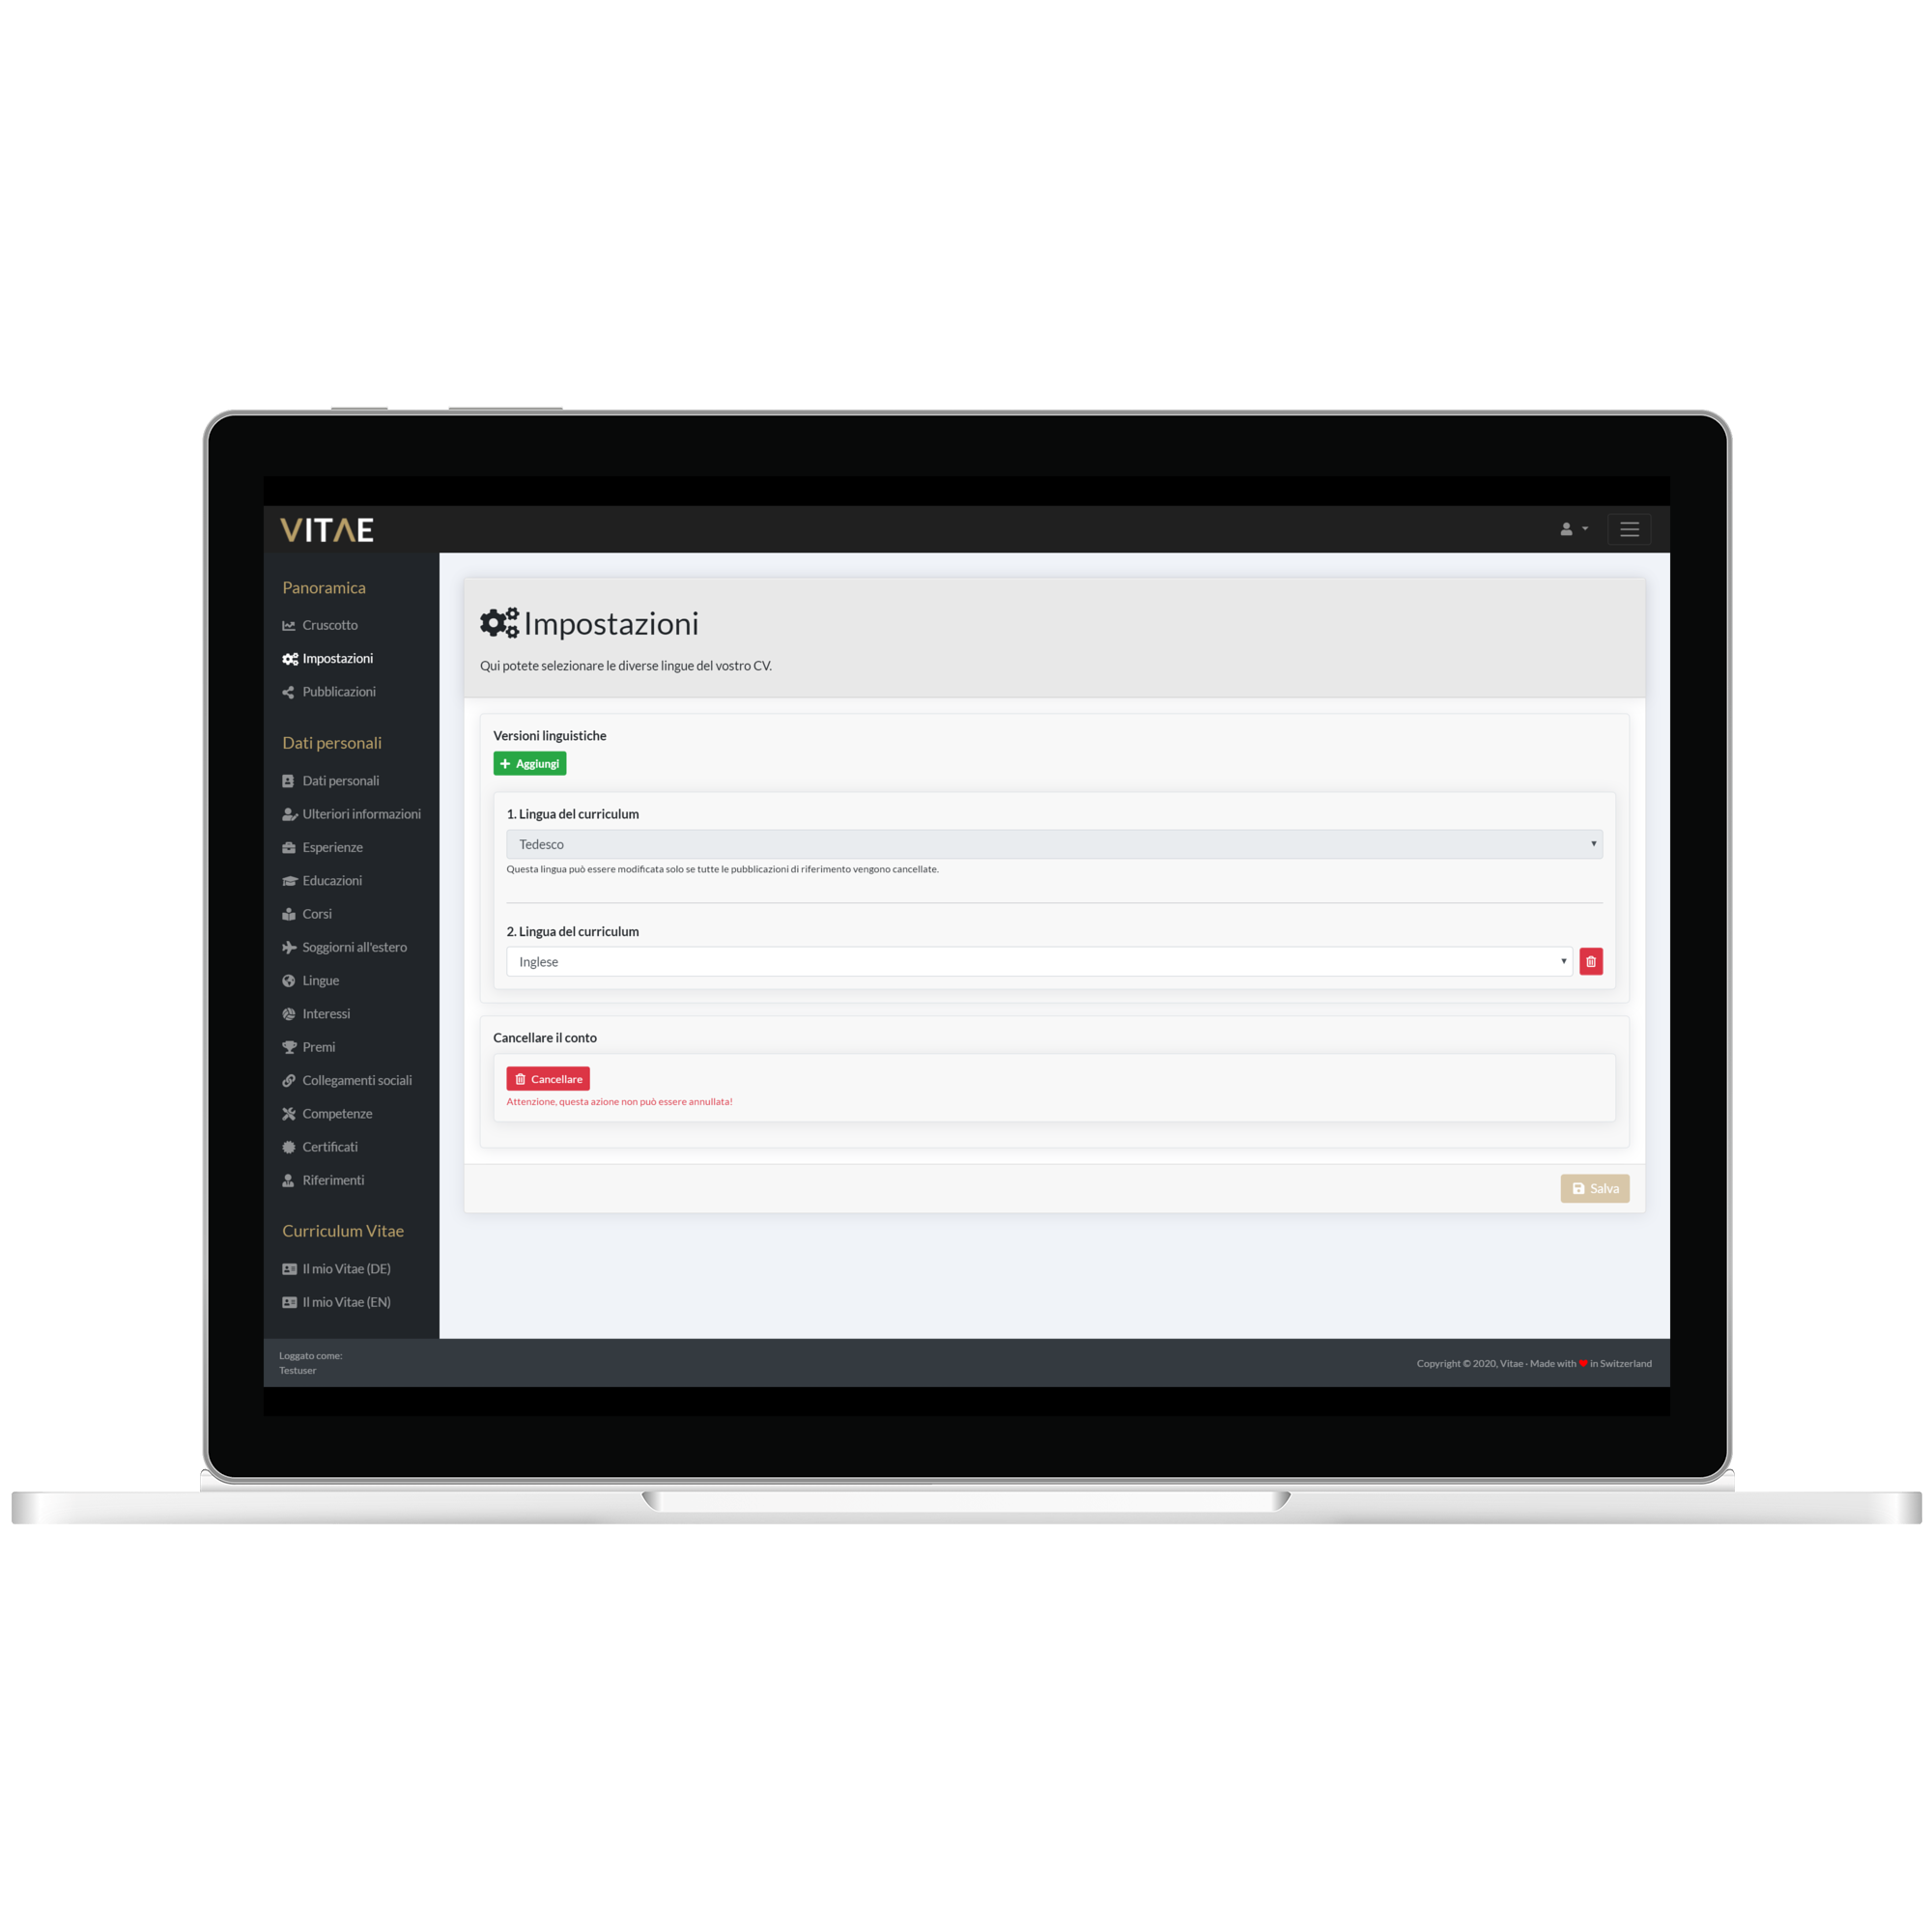 VITAE
Panoramica
Cruscotto
Impostazioni
Pubblicazioni
Dati personali
Dati personali
Ulteriori informazioni
Esperienze
Educazioni
Corsi
Soggiorni all'estero
Lingue
Interessi
Premi
Collegamenti sociali
Competenze
Certificati
Riferimenti
Curriculum Vitae
Il mio Vitae (DE)
Il mio Vitae (EN)
Impostazioni
Qui potete selezionare le diverse lingue del vostro CV.
Versioni linguistiche
Aggiungi
1. Lingua del curriculum
Tedesco
Questa lingua può essere modificata solo se tutte le pubblicazioni di riferimento vengono cancellate.
2. Lingua del curriculum
Inglese
Cancellare il conto
Cancellare
Attenzione, questa azione non può essere annullata!
Salva
Loggato come:
Testuser
Copyright © 2020, Vitae · Made with ❤ in Switzerland